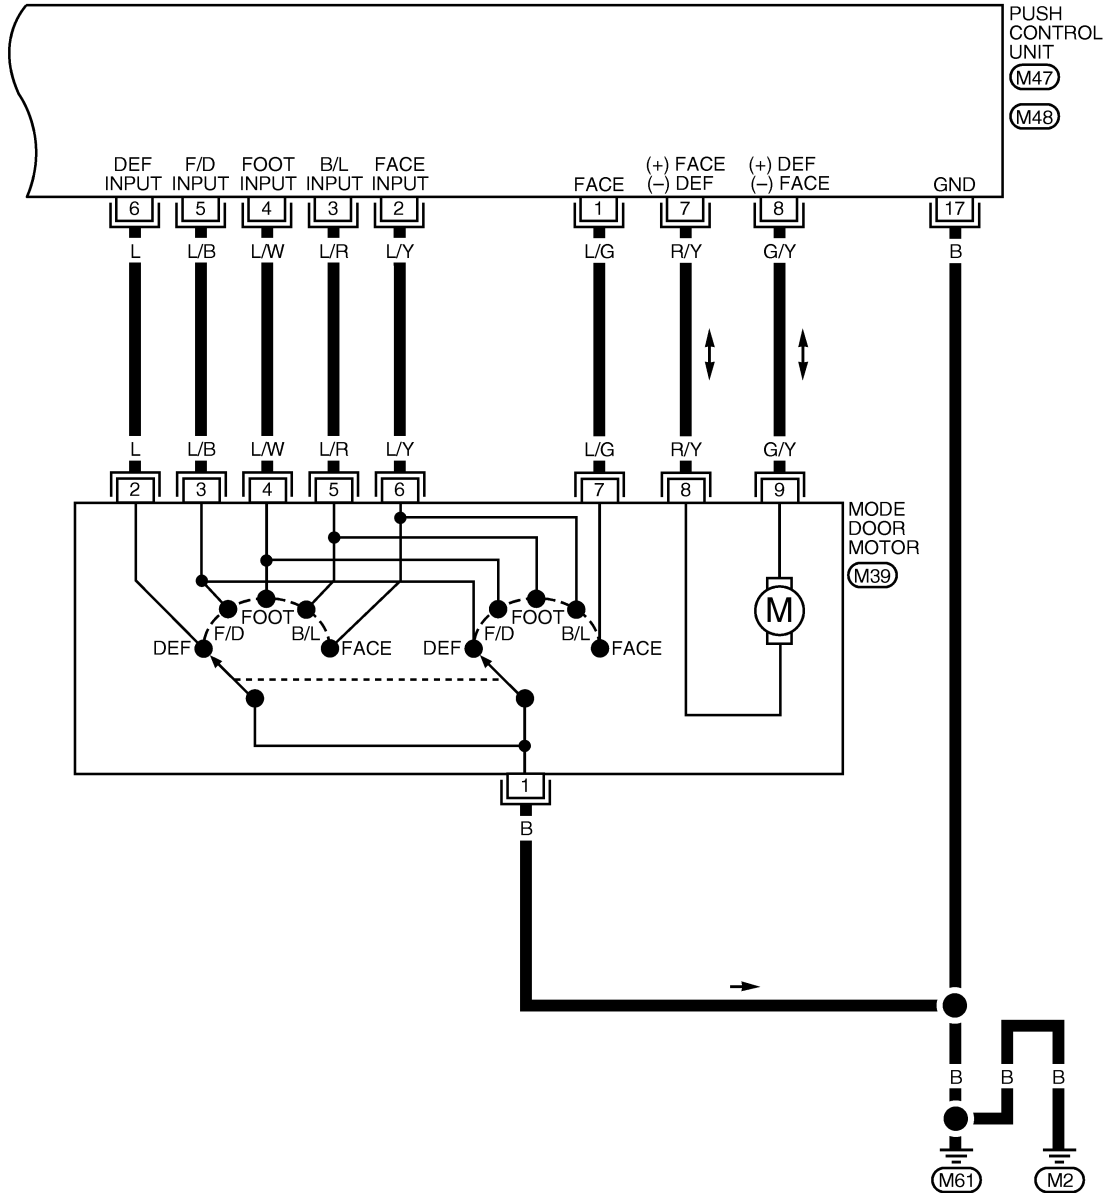 PUSH
CONTROL
UNIT
M47
M48
DEF INPUT
F/D INPUT
FOOT INPUT
B/L INPUT
FACE INPUT
FACE
(+) FACE
(–) DEF
(+) DEF
(–) FACE
GND
6 5 4 3 2 1 7 8 17
L L/B L/W L/R L/Y L/G R/Y G/Y B
L L/B L/W L/R L/Y L/G R/Y G/Y
2 3 4 5 6 7 8 9
MODE
DOOR
MOTOR
M39
M
FOOT FOOT
F/D B/L F/D B/L
DEF FACE DEF FACE
1
B
B B B
M61 M2